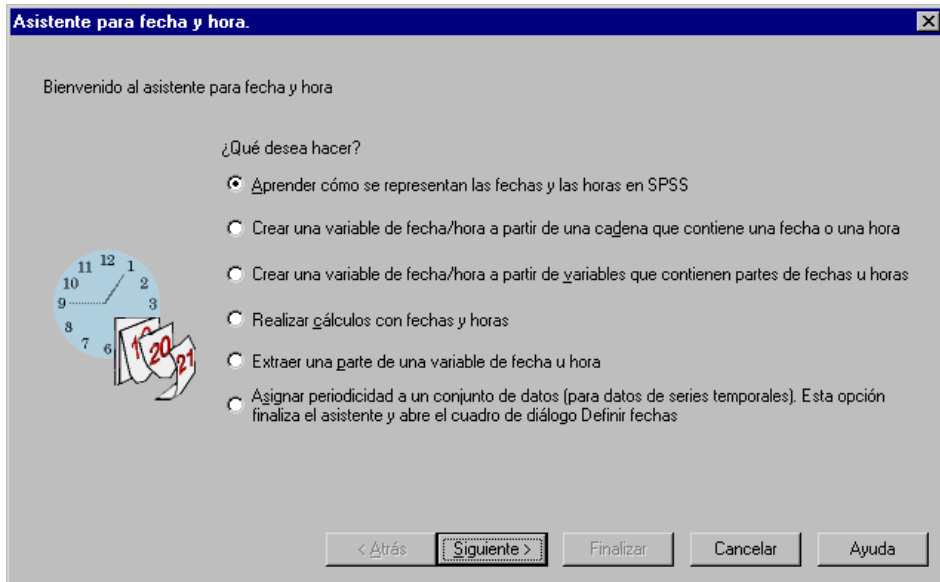 Asistente para fecha y hora.
Bienvenido al asistente para fecha y hora
¿Qué desea hacer?
Aprender cómo se representan las fechas y las horas en SPSS
Crear una variable de fecha/hora a partir de una cadena que contiene una fecha o una hora
Crear una variable de fecha/hora a partir de variables que contienen partes de fechas u horas
Realizar cálculos con fechas y horas
Extraer una parte de una variable de fecha u hora
Asignar periodicidad a un conjunto de datos (para datos de series temporales). Esta opción
finaliza el asistente y abre el cuadro de diálogo Definir fechas
11 12 1
10 2
9 3
8
7 6
20 21
< Atrás Siguiente > Finalizar Cancelar Ayuda